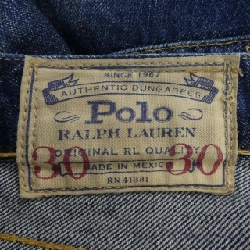 SINCE 1967
AUTHENTIC DUNGAREES
Polo
RALPH LAUREN
ORIGINAL RL QUALITY
30 MADE IN MEXICO 30
RN 41381